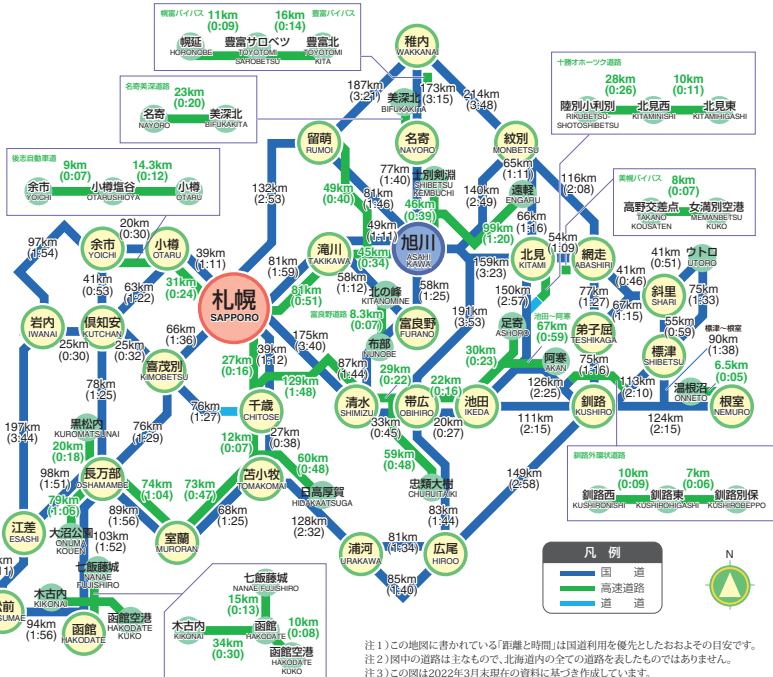 幌富バイパス 11km (0:09) 16km (0:14) 豊富バイパス
幌延 HORONOBE
豊富サロベツ TOYOTOMI SAROBETSU
豊富北 TOYOTOMI KITA
名寄美深道路
23km (0:20)
名寄 NAYORO
美深北 BIFUKAKITA
後志自動車道
9km (0:07)
14.3km (0:12)
余市 YOICHI
小樽塩谷 OTARUSHIOYA
小樽 OTARU
十勝オホーツク道路
28km (0:26)
10km (0:11)
陸別小利別 RIKUBETSU-SHOTOSHIBETSU
北見西 KITAMINISHI
北見東 KITAMIHIGASHI
美幌バイパス
8km (0:07)
高野交差点 TAKANO KOUSATEN
女満別空港 MEMANBETSU KUKO
稚内 WAKKANAI
187km (3:21)
173km (3:15)
214km (3:48)
美深北 BIFUKAKITA
留萌 RUMOI
名寄 NAYORO
紋別 MONBETSU
77km (1:40)
士別剣淵 SHIBETSU KEMBUCHI
65km (1:11)
遠軽 ENGARU
116km (2:08)
132km (2:53)
49km (0:40)
81km (1:46)
46km (0:39)
140km (2:49)
66km (1:16)
99km (1:20)
54km (1:09)
49km (1:11)
旭川 ASAHIKAWA
97km (1:54)
20km (0:30)
余市 YOICHI
小樽 OTARU
39km (1:11)
81km (1:59)
滝川 TAKIKAWA
45km (0:34)
159km (3:23)
北見 KITAMI
網走 ABASHIRI
41km (0:46)
41km (0:51)
ウトロ UTORO
41km (0:53)
63km (1:22)
31km (0:24)
81km (0:51)
58km (1:12)
北の峰 KITANOMINE
58km (1:25)
150km (2:57)
77km (1:27)
67km (1:15)
斜里 SHARI
75km (1:33)
札幌 SAPPORO
富良野道路
8.3km (0:07)
富良野 FURANO
191km (3:53)
池田〜阿寒
67km (0:59)
足寄 ASHORO
弟子屈 TESHIKAGA
55km (0:59)
標津〜根室
90km (1:38)
岩内 IWANAI
倶知安 KUTCHAN
25km (0:30)
25km (0:32)
66km (1:36)
175km (3:40)
布部 NUNOBE
標津 SHIBETSU
喜茂別 KIMOBETSU
27km (0:16)
39km (1:12)
87km (1:44)
29km (0:22)
22km (0:16)
30km (0:23)
阿寒 AKAN
75km (1:16)
113km (2:10)
6.5km (0:05)
温根沼 ONNETO
78km (1:25)
129km (1:48)
清水 SHIMIZU
帯広 OBIHIRO
池田 IKEDA
126km (2:25)
釧路 KUSHIRO
根室 NEMURO
76km (1:27)
千歳 CHITOSE
33km (0:45)
20km (0:27)
111km (2:15)
124km (2:15)
197km (3:44)
黒松内 KUROMATSUNAI
20km (0:18)
76km (1:29)
12km (0:07)
27km (0:38)
59km (0:48)
忠類大樹 CHURUITAIKI
149km (2:58)
98km (1:51)
長万部 OSHAMAMBE
74km (1:04)
73km (0:47)
苫小牧 TOMAKOMAI
60km (0:48)
日高厚賀 HIDAKAATSUGA
83km (1:44)
79km (1:06)
89km (1:56)
68km (1:25)
128km (2:32)
江差 ESASHI
大沼公園 ONUMA KOUEN
103km (1:52)
室蘭 MURORAN
浦河 URAKAWA
81km (1:34)
広尾 HIROO
85km (1:40)
七飯藤城 NANAE FUJISHIRO
木古内 KIKONAI
94km (1:56)
函館 HAKODATE
函館空港 HAKODATE KUKO
七飯藤城 NANAE FUJISHIRO
15km (0:13)
木古内 KIKONAI
函館 HAKODATE
10km (0:08)
34km (0:30)
函館空港 HAKODATE KUKO
釧路外環状道路
10km (0:09)
7km (0:06)
釧路西 KUSHIRONISHI
釧路東 KUSHIROHIGASHI
釧路別保 KUSHIROBEPPO
凡例
国道
高速道路
道道
N
注1）この地図に書かれている「距離と時間」は国道利用を優先としたおおよその目安です。
注2）図中の道路は主なもので、北海道内の全ての道路を表したものではありません。
注3）この図は2022年3月末現在の資料に基づき作成しています。